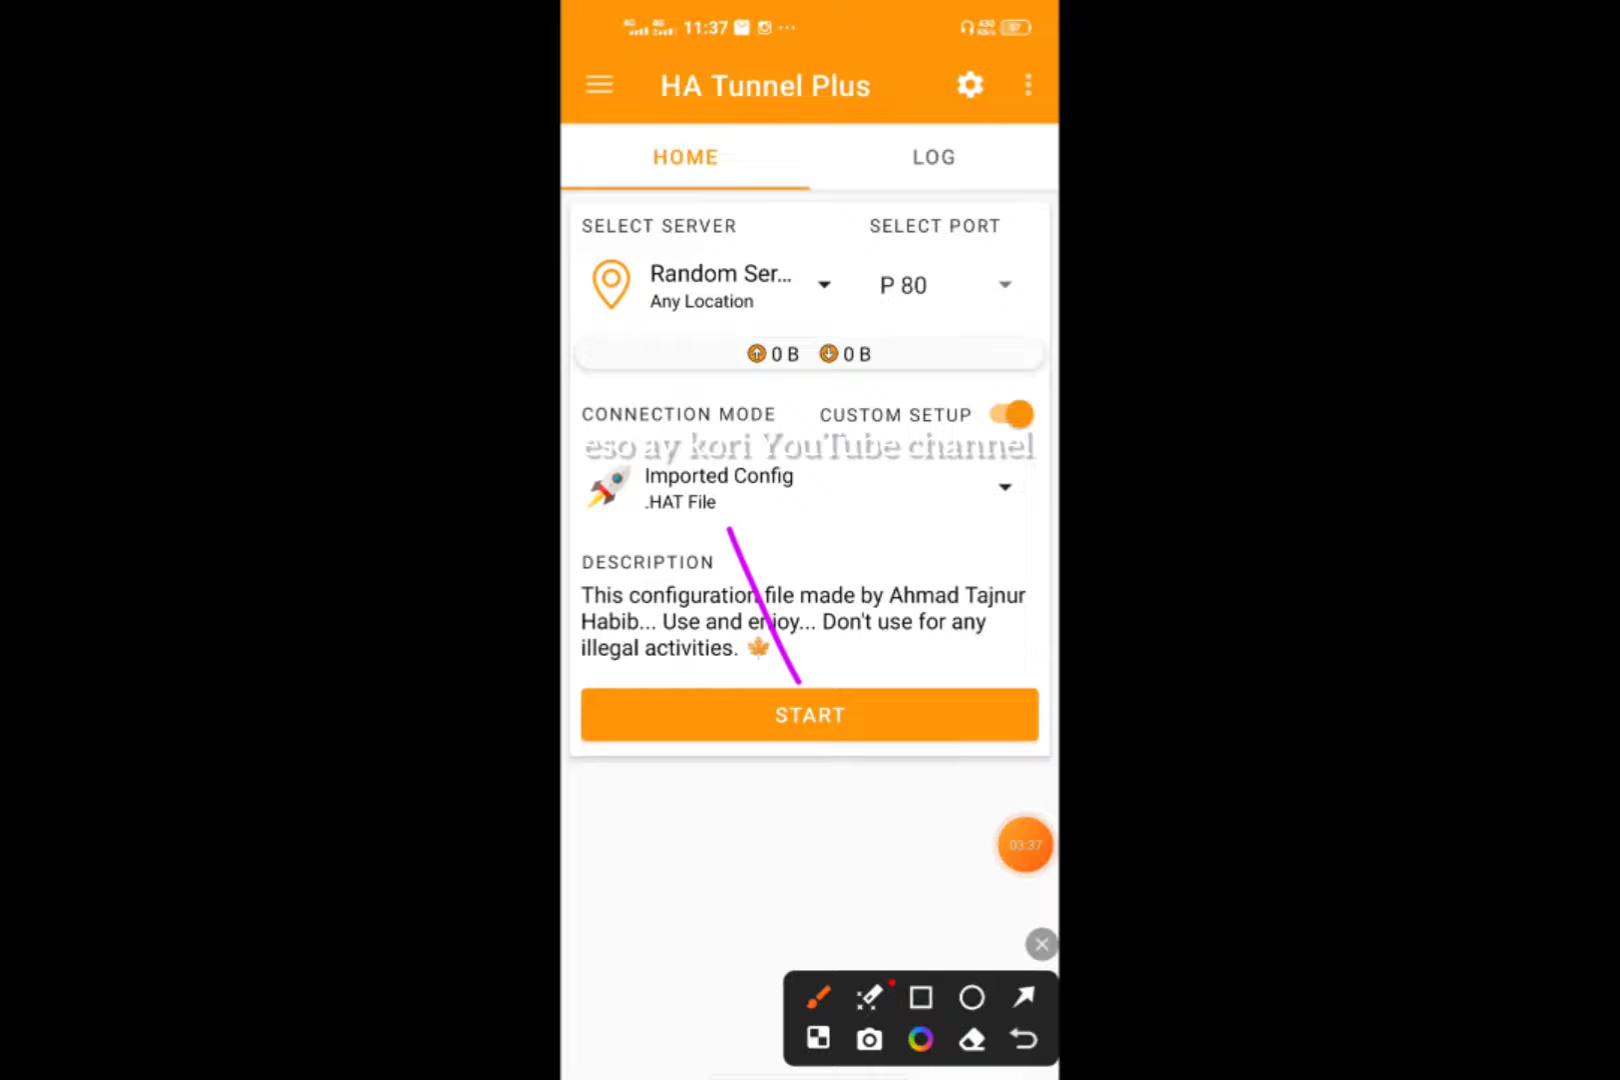 11:37
HA Tunnel Plus
HOME
LOG
SELECT SERVER
SELECT PORT
Random Ser...
Any Location
P 80
0 B
0 B
CONNECTION MODE
CUSTOM SETUP
eso ay kori YouTube channel
Imported Config
.HAT File
DESCRIPTION
This configuration file made by Ahmad Tajnur
Habib... Use and enjoy... Don't use for any
illegal activities. 🍁
START
03:37